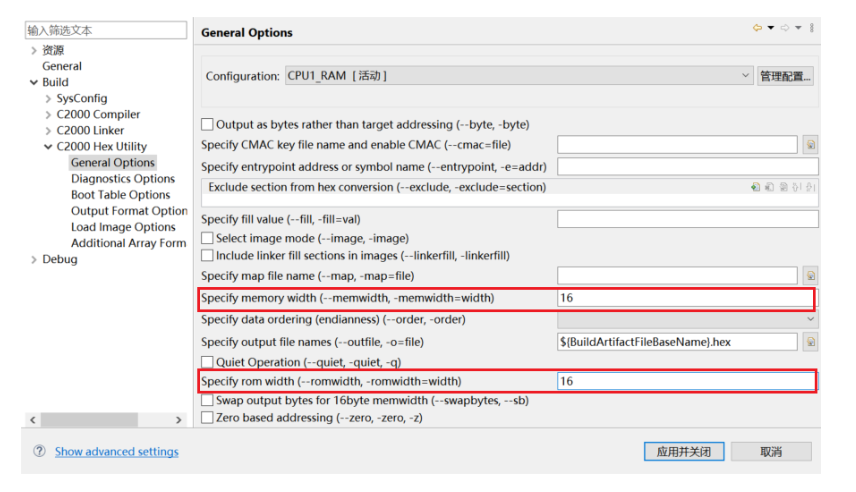 输入筛选文本
资源
General
Build
SysConfig
C2000 Compiler
C2000 Linker
C2000 Hex Utility
General Options
Diagnostics Options
Boot Table Options
Output Format Option
Load Image Options
Additional Array Form
Debug
General Options
Configuration: CPU1_RAM [ 活动 ]
管理配置...
Output as bytes rather than target addressing (--byte, -byte)
Specify CMAC key file name and enable CMAC (--cmac=file)
Specify entrypoint address or symbol name (--entrypoint, -e=addr)
Exclude section from hex conversion (--exclude, -exclude=section)
Specify fill value (--fill, -fill=val)
Select image mode (--image, -image)
Include linker fill sections in images (--linkerfill, -linkerfill)
Specify map file name (--map, -map=file)
Specify memory width (--memwidth, -memwidth=width) 16
Specify data ordering (endianness) (--order, -order)
Specify output file names (--outfile, -o=file) ${BuildArtifactFileBaseName}.hex
Quiet Operation (--quiet, -quiet, -q)
Specify rom width (--romwidth, -romwidth=width) 16
Swap output bytes for 16byte memwidth (--swapbytes, --sb)
Zero based addressing (--zero, -zero, -z)
Show advanced settings
应用并关闭
取消